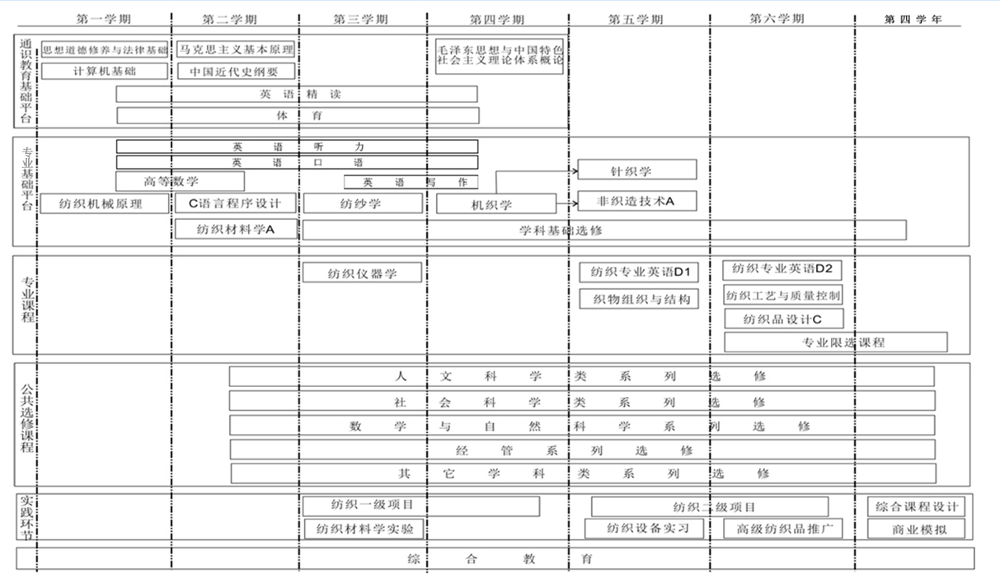 第一学期 第二学期 第三学期 第四学期 第五学期 第六学期 第四学年
通识教育基础平台
思想道德修养与法律基础 马克思主义基本原理 毛泽东思想与中国特色
社会主义理论体系概论
计算机基础 中国近代史纲要
英语精读
体育
专业基础平台
英语听力
英语口语
高等数学 英语写作 针织学
纺织机械原理 C语言程序设计 纺纱学 机织学 非织造技术A
纺织材料学A 学科基础选修
专业课程
纺织仪器学 纺织专业英语D1 纺织专业英语D2
织物组织与结构 纺织工艺与质量控制
纺织品设计C
专业限选课程
公共选修课程
人文科学类系列选修
社会科学类系列选修
数学与自然科学系列选修
经管系列选修
其它学科类系列选修
实践环节
纺织一级项目 纺织二级项目 综合课程设计
纺织材料学实验 纺织设备实习 高级纺织品推广 商业模拟
综合教育